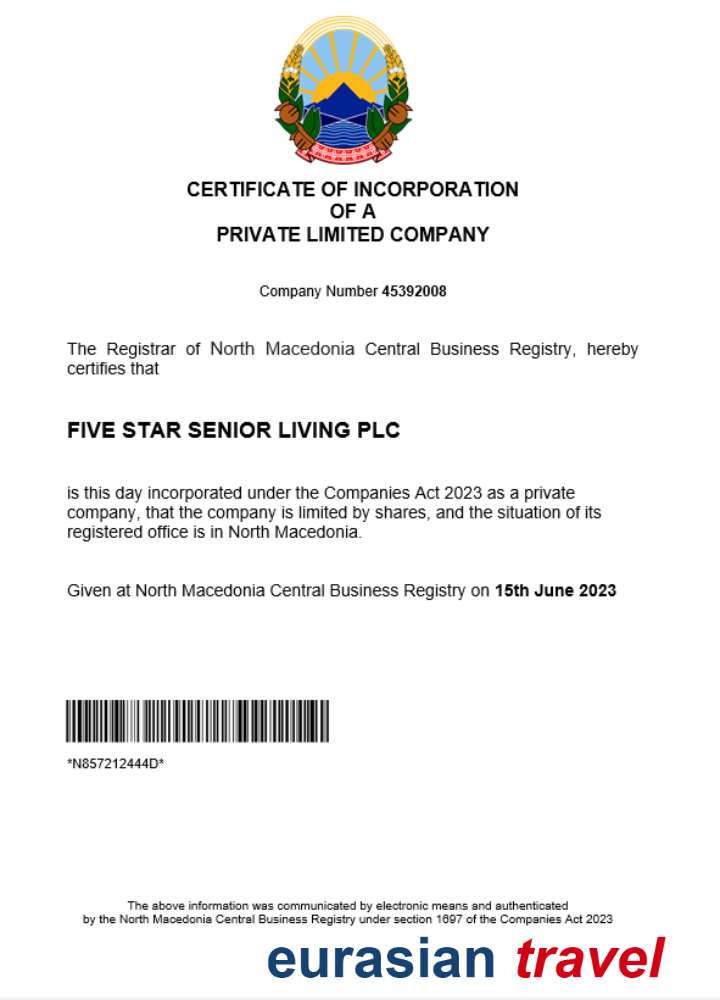 CERTIFICATE OF INCORPORATION
OF A
PRIVATE LIMITED COMPANY
Company Number 45392008
The Registrar of North Macedonia Central Business Registry, hereby
certifies that
FIVE STAR SENIOR LIVING PLC
is this day incorporated under the Companies Act 2023 as a private
company, that the company is limited by shares, and the situation of its
registered office is in North Macedonia.
Given at North Macedonia Central Business Registry on 15th June 2023
*N857212444D*
The above information was communicated by electronic means and authenticated
by the North Macedonia Central Business Registry under section 1697 of the Companies Act 2023
eurasian travel